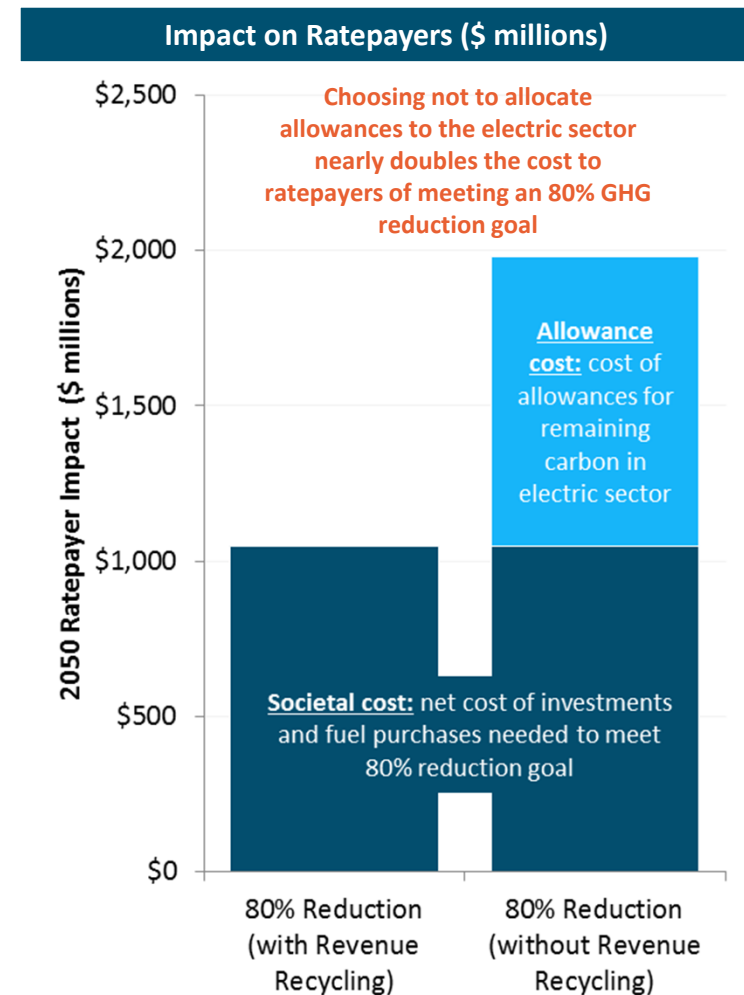 Impact on Ratepayers ($ millions)
Choosing not to allocate
allowances to the electric sector
nearly doubles the cost to
ratepayers of meeting an 80% GHG
reduction goal
2050 Ratepayer Impact ($ millions)
$2,500
$2,000
$1,500
$1,000
$500
$0
Allowance
cost: cost of
allowances for
remaining
carbon in
electric sector
Societal cost: net cost of investments
and fuel purchases needed to meet
80% reduction goal
80% Reduction
(with Revenue
Recycling)
80% Reduction
(without Revenue
Recycling)